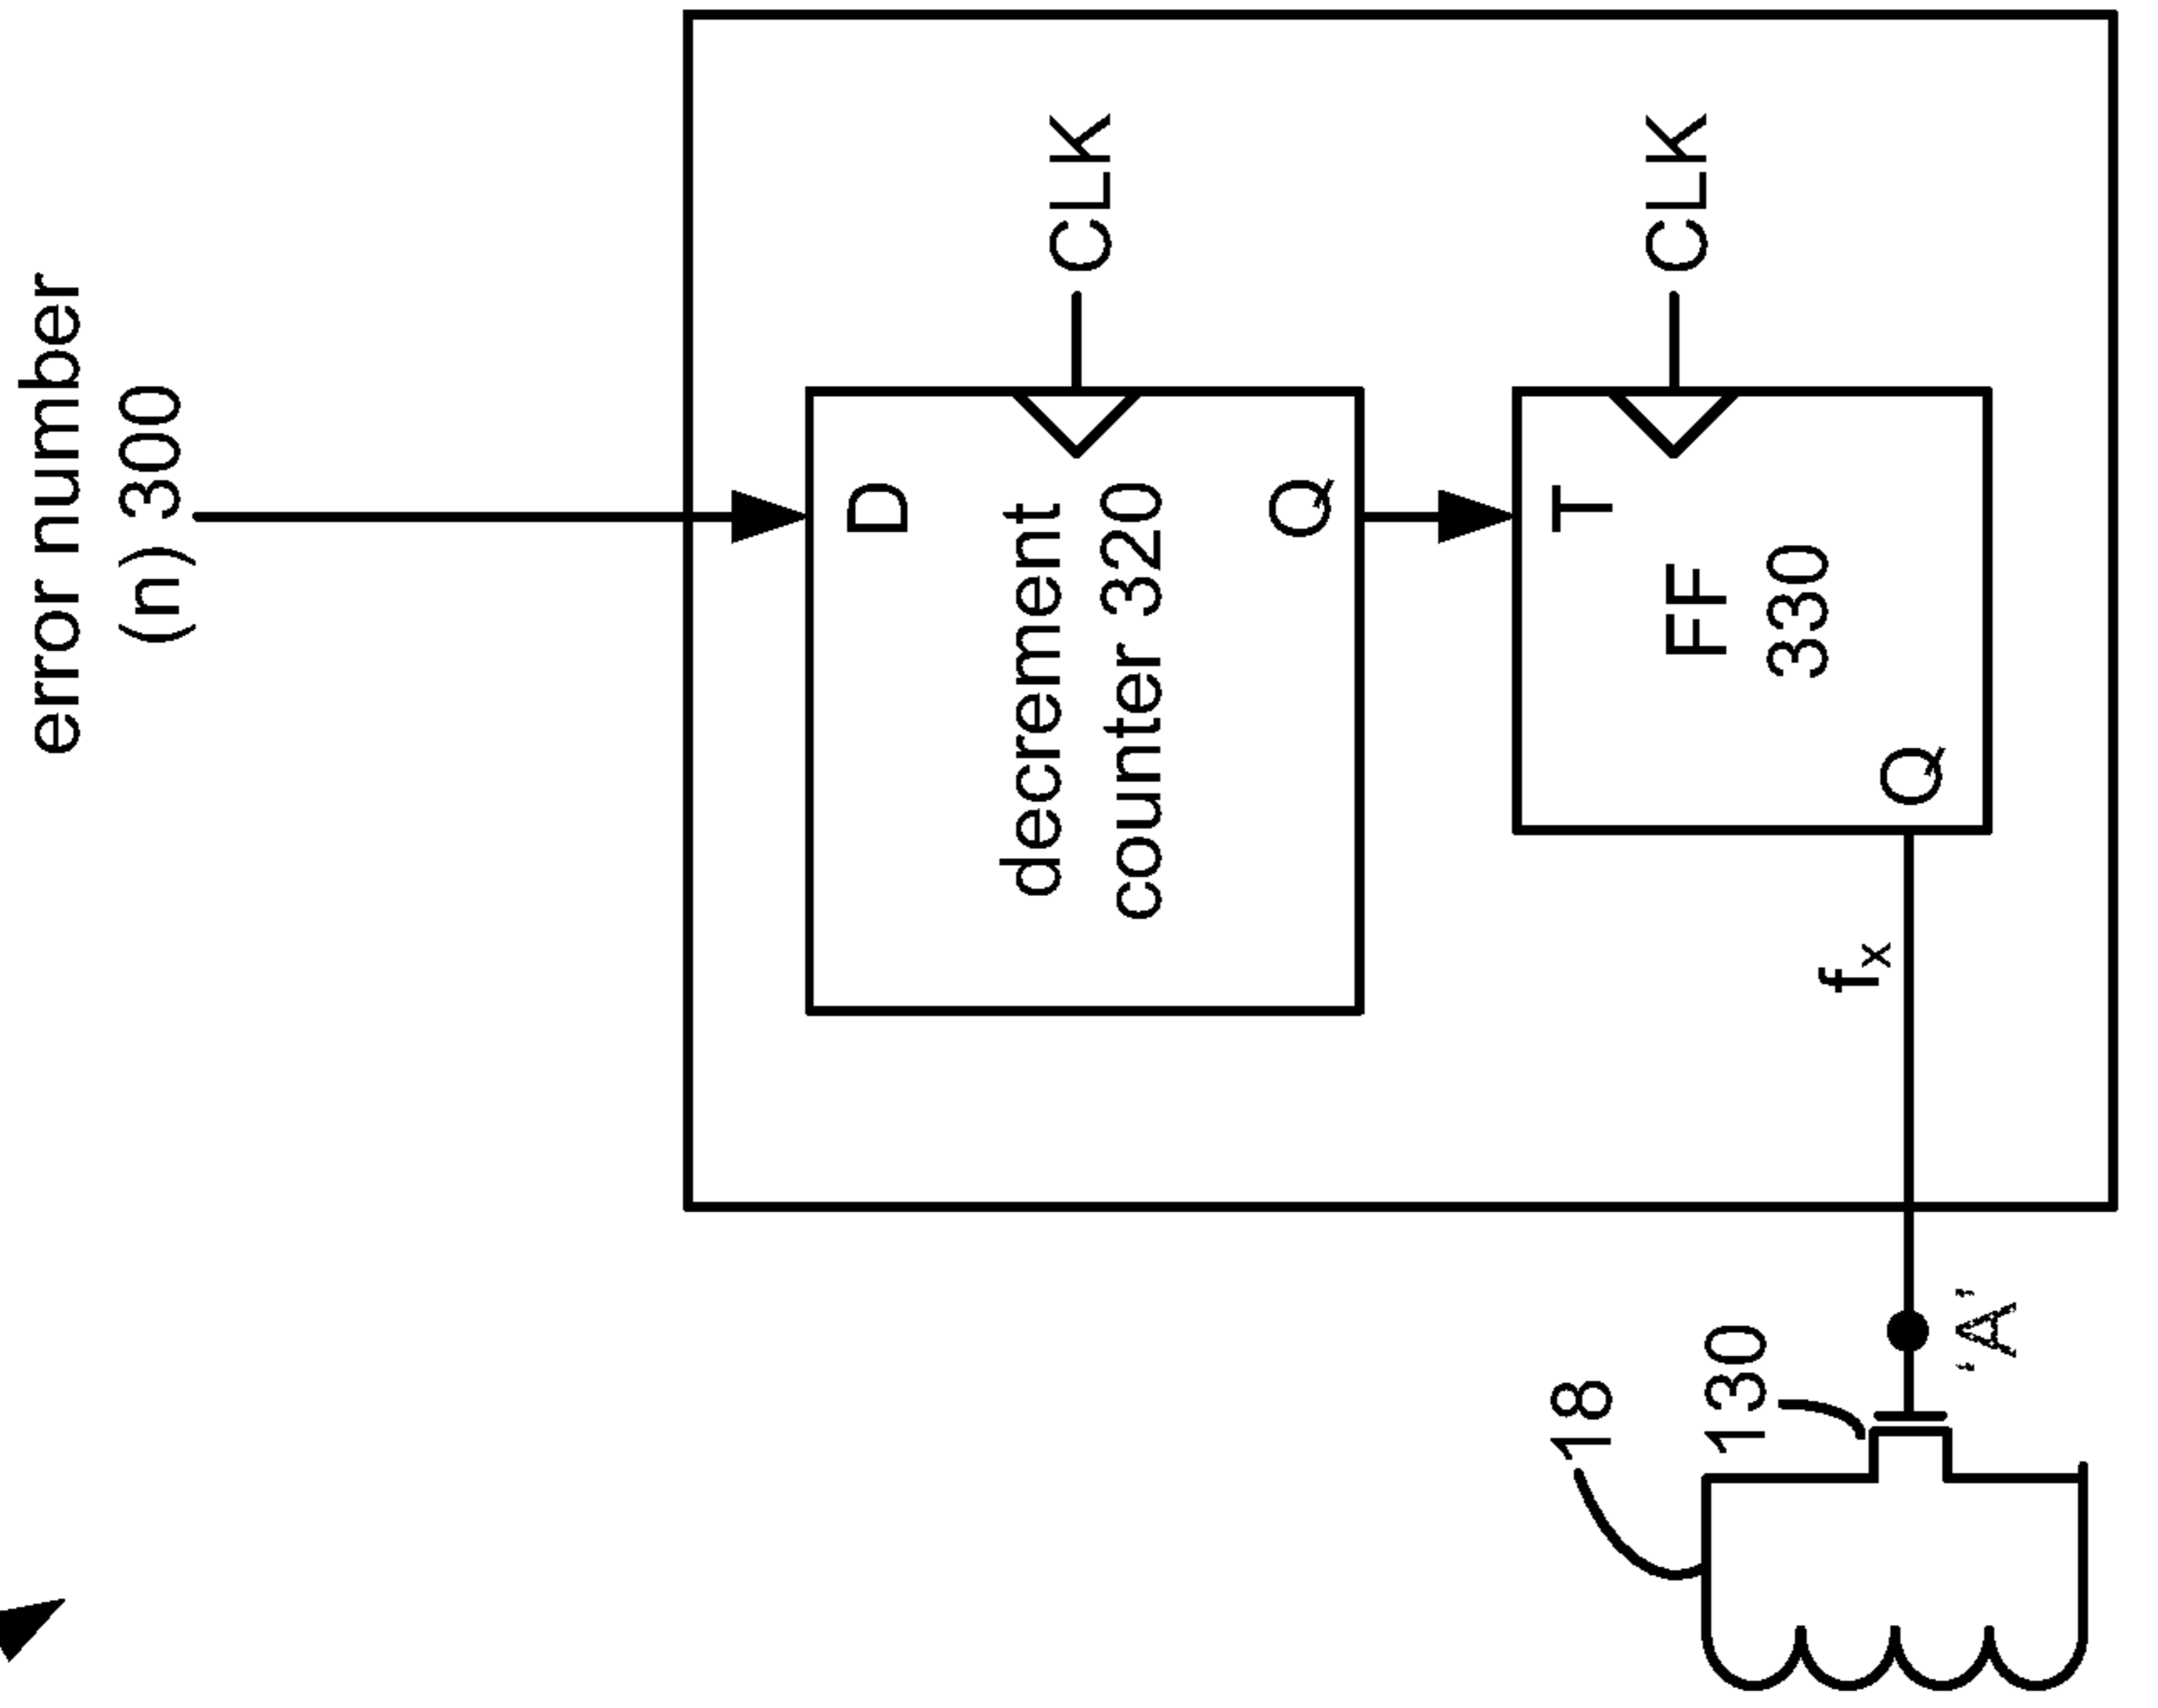 error number
(n) 300
D
CLK
decrement
counter 320
Q
T
CLK
FF
330
Q
fx
"A"
18
130